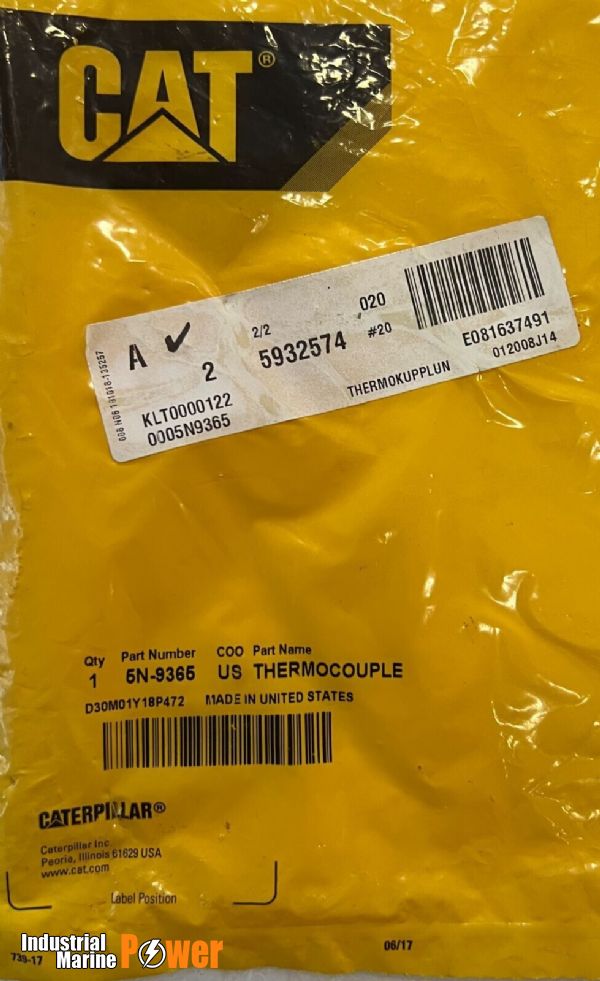 CAT®
A ✓ 2
2/2
5932574
020
#20
E081637491
012008J14
THERMOKUPPLUN
KLT0000122
0005N9365
Qty Part Number COO Part Name
1 5N-9365 US THERMOCOUPLE
D30M01Y18P472 MADE IN UNITED STATES
CATERPILLAR®
Caterpillar Inc.
Peoria, Illinois 61629 USA
www.cat.com
Label Position
Industrial
Marine Power
739-17
06/17